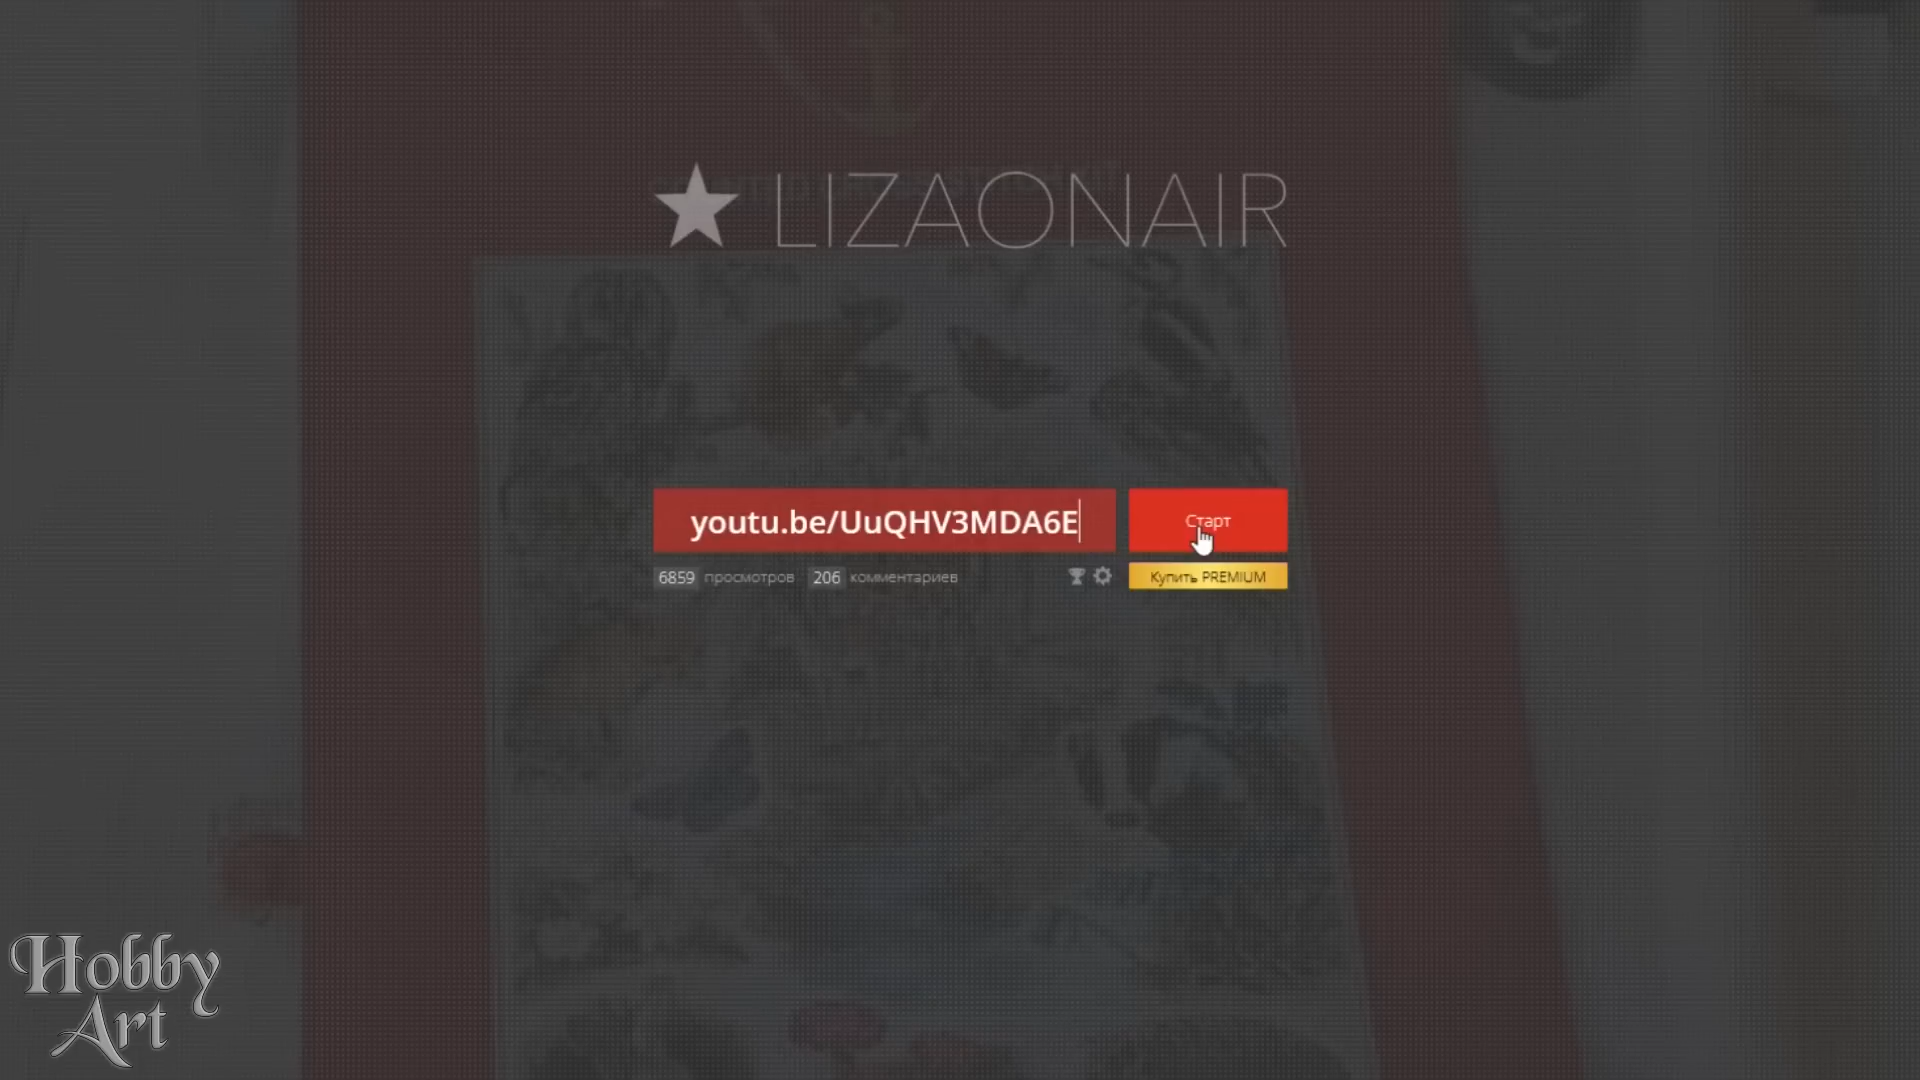 ★ LIZAONAIR
youtu.be/UuQHV3MDA6E
Старт
6859 просмотров 206 комментариев
Купить PREMIUM
Hobby
Art